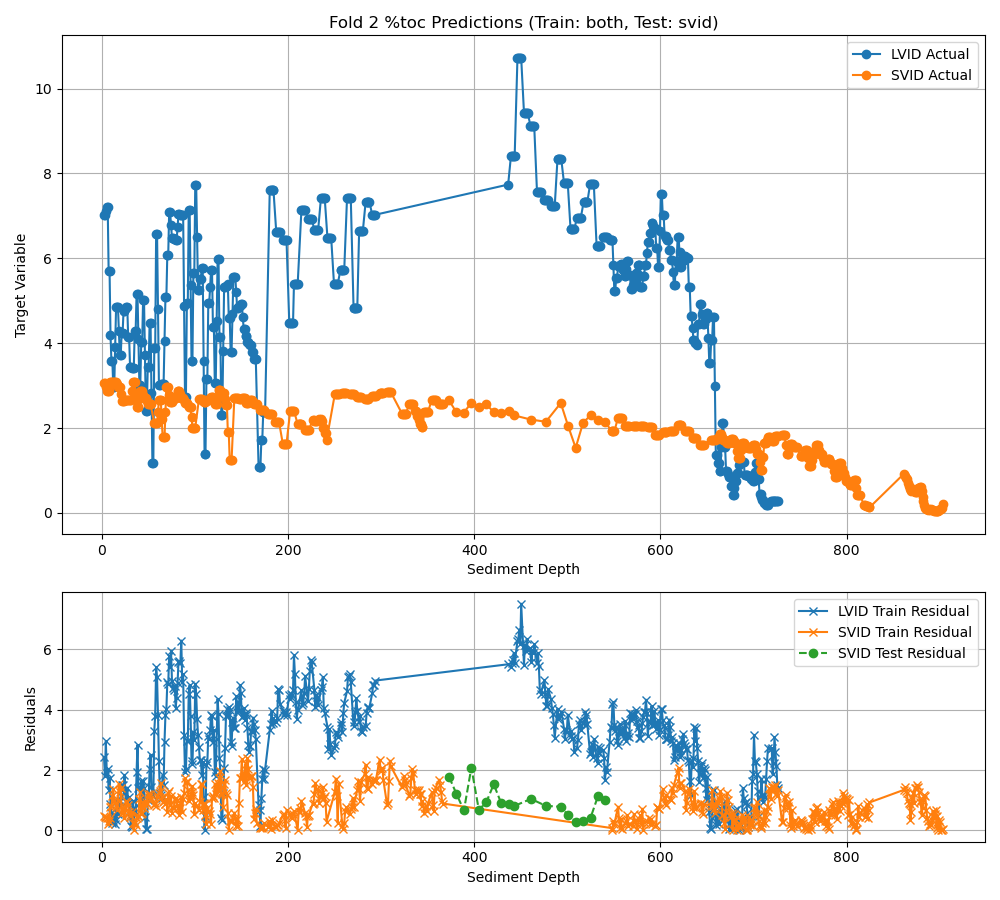 Fold 2 %toc Predictions (Train: both, Test: svid)
LVID Actual
SVID Actual
Target Variable
10
8
6
4
2
0
0 200 400 600 800
Sediment Depth
LVID Train Residual
SVID Train Residual
SVID Test Residual
Residuals
6
4
2
0
0 200 400 600 800
Sediment Depth